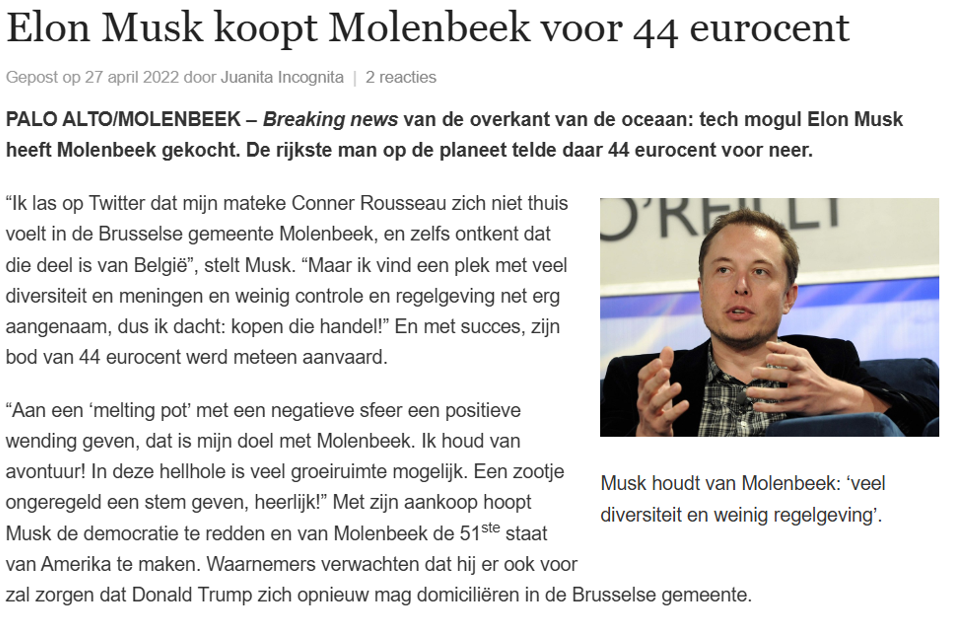 Elon Musk koopt Molenbeek voor 44 eurocent
Gepost op 27 april 2022 door Juanita Incognita | 2 reacties
PALO ALTO/MOLENBEEK – Breaking news van de overkant van de oceaan: tech mogul Elon Musk
heeft Molenbeek gekocht. De rijkste man op de planeet telde daar 44 eurocent voor neer.
“Ik las op Twitter dat mijn mateke Conner Rousseau zich niet thuis
voelt in de Brusselse gemeente Molenbeek, en zelfs ontkent dat
die deel is van België”, stelt Musk. “Maar ik vind een plek met veel
diversiteit en meningen en weinig controle en regelgeving net erg
aangenaam, dus ik dacht: kopen die handel!” En met succes, zijn
bod van 44 eurocent werd meteen aanvaard.
“Aan een ‘melting pot’ met een negatieve sfeer een positieve
wending geven, dat is mijn doel met Molenbeek. Ik houd van
avontuur! In deze hellhole is veel groeiruimte mogelijk. Een zootje
ongeregeld een stem geven, heerlijk!” Met zijn aankoop hoopt
Musk de democratie te redden en van Molenbeek de 51ste staat
van Amerika te maken. Waarnemers verwachten dat hij er ook voor
zal zorgen dat Donald Trump zich opnieuw mag domiciliëren in de Brusselse gemeente.
O'REILLY
Musk houdt van Molenbeek: ‘veel
diversiteit en weinig regelgeving’.